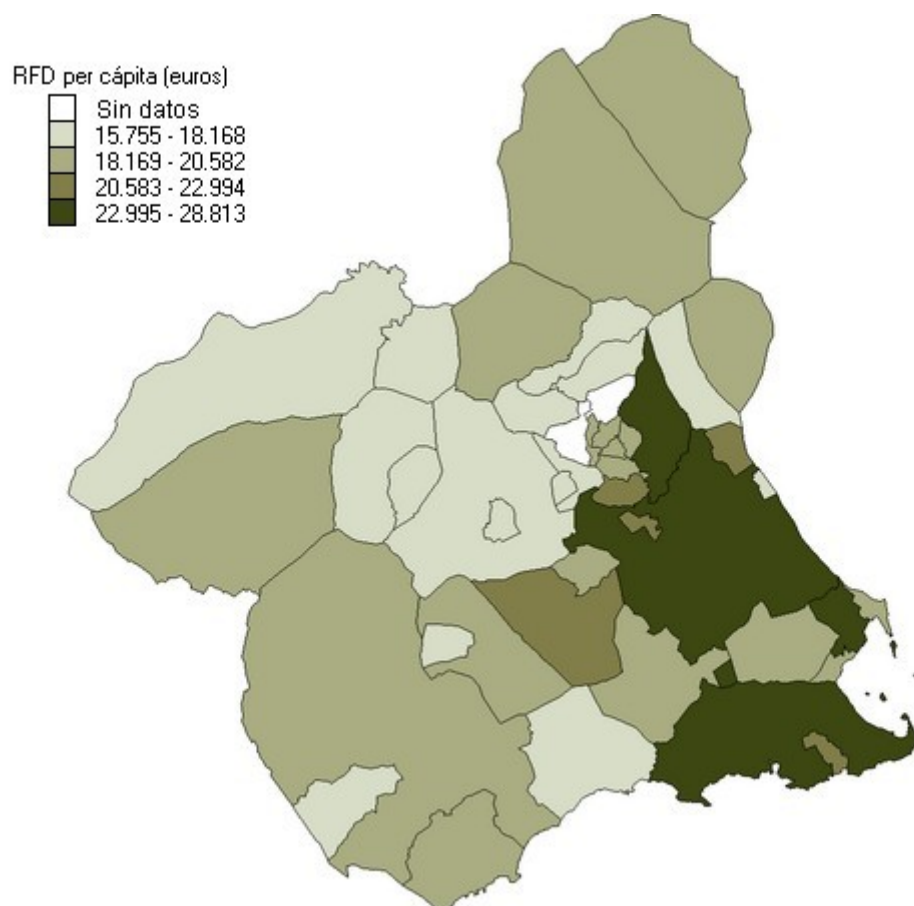 RFD per cápita (euros)
Sin datos
15.755 - 18.168
18.169 - 20.582
20.583 - 22.994
22.995 - 28.813